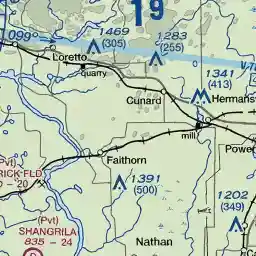 19
1469
(305)
1283
(255)
099°
Loretto
quarry
1341
(413)
Cunard
Hermans
mill
Power
Faithorn
(Pvt)
RICK FLD
- 20 -
1391
(500)
1202
(349)
(Pvt)
SHANGRILA
835 - 24
Nathan